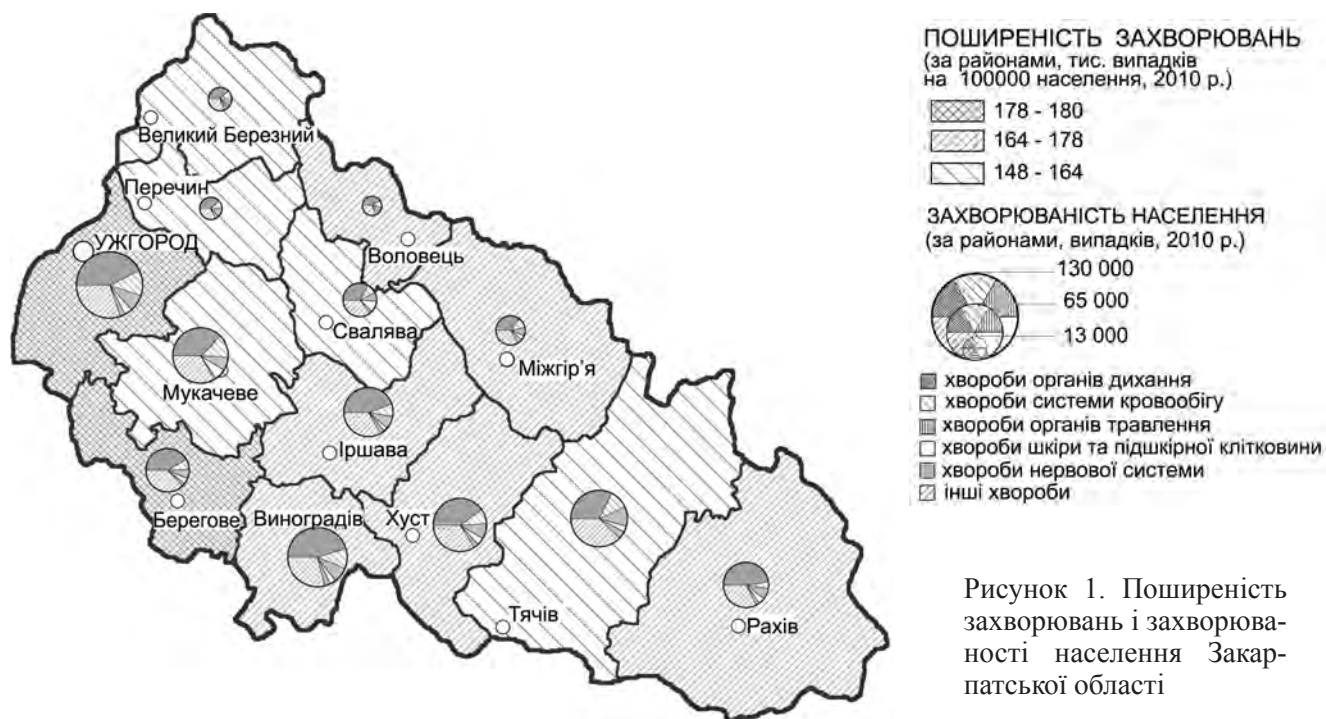 Великий Березний
Перечин
УЖГОРОД
Воловець
Свалява
Міжгір'я
Мукачеве
Іршава
Берегове
Виноградів
Хуст
Тячів
Рахів
ПОШИРЕНІСТЬ ЗАХВОРЮВАНЬ
(за районами, тис. випадків
на 100000 населення, 2010 р.)
178 - 180
164 - 178
148 - 164
ЗАХВОРЮВАНІСТЬ НАСЕЛЕННЯ
(за районами, випадків, 2010 р.)
130 000
65 000
13 000
хвороби органів дихання
хвороби системи кровообігу
хвороби органів травлення
хвороби шкіри та підшкірної клітковини
хвороби нервової системи
інші хвороби
Рисунок 1. Поширеність
захворювань і захворюва-
ності населення Закар-
патської області